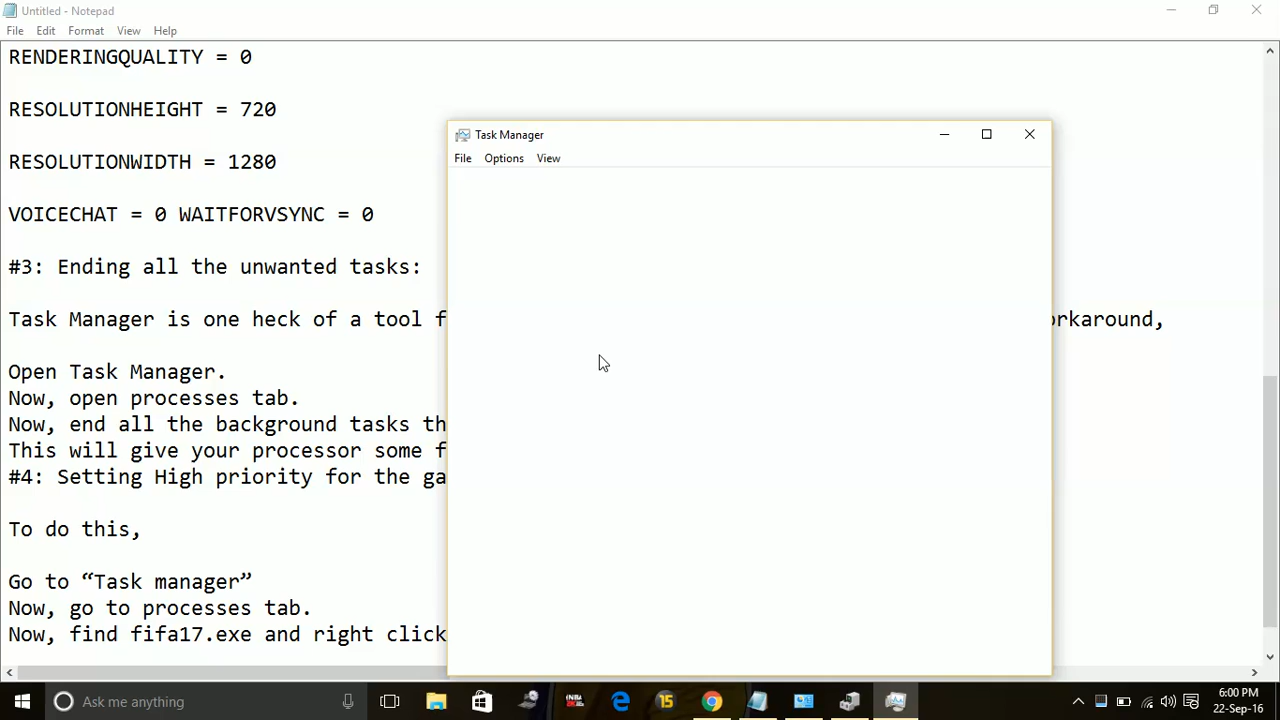 Untitled - Notepad
File Edit Format View Help
RENDERINGQUALITY = 0
RESOLUTIONHEIGHT = 720
RESOLUTIONWIDTH = 1280
VOICECHAT = 0 WAITFORVSYNC = 0
#3: Ending all the unwanted tasks:
Task Manager is one heck of a tool
Open Task Manager.
Now, open processes tab.
Now, end all the background tasks
This will give your processor some
#4: Setting High priority for the
To do this,
Go to “Task manager”
Now, go to processes tab.
Now, find fifa17.exe and right click
Task Manager
File Options View
Ask me anything
15
6:00 PM
22-Sep-16